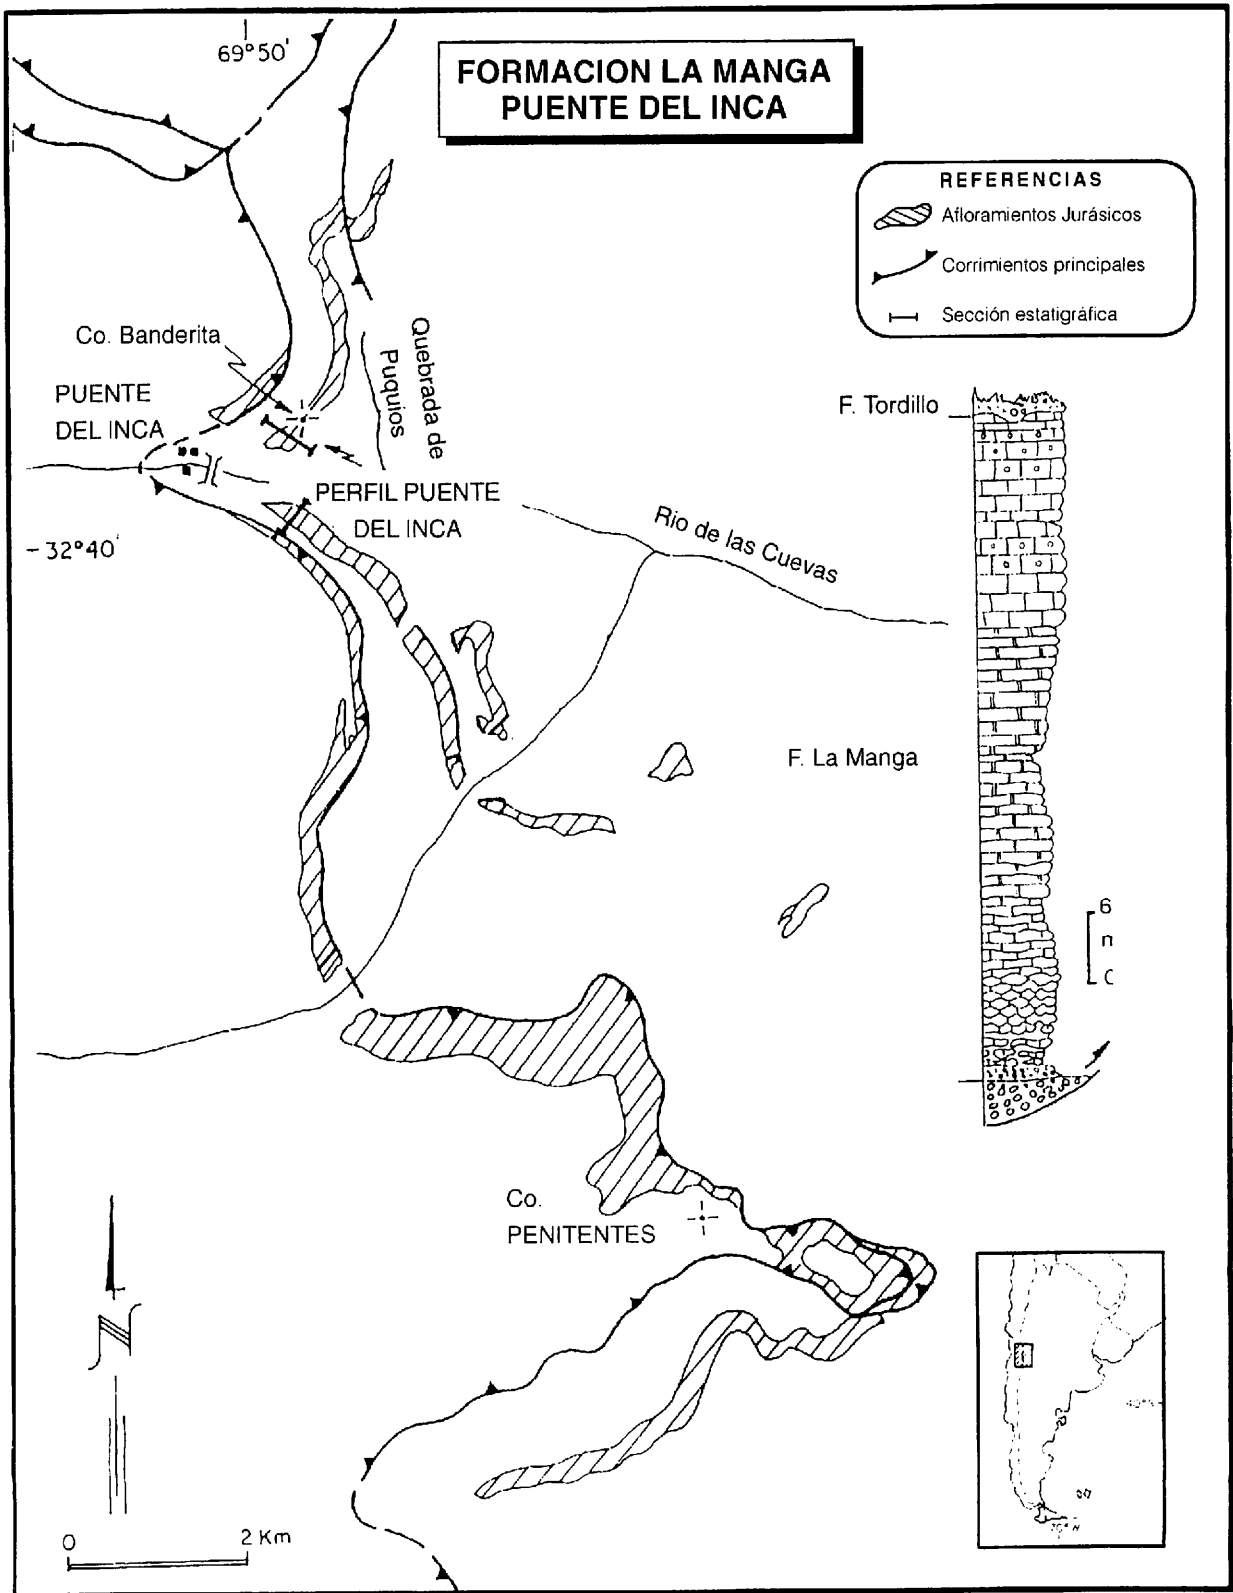 69°50'
FORMACION LA MANGA
PUENTE DEL INCA
REFERENCIAS
Afloramientos Jurásicos
Corrimientos principales
Sección estatigráfica
Co. Banderita
Quebrada de
Puquios
PUENTE
DEL INCA
F. Tordillo
PERFIL PUENTE
DEL INCA
Rio de las Cuevas
-32°40'
F. La Manga
6
Co.
PENITENTES
N
0 2 Km